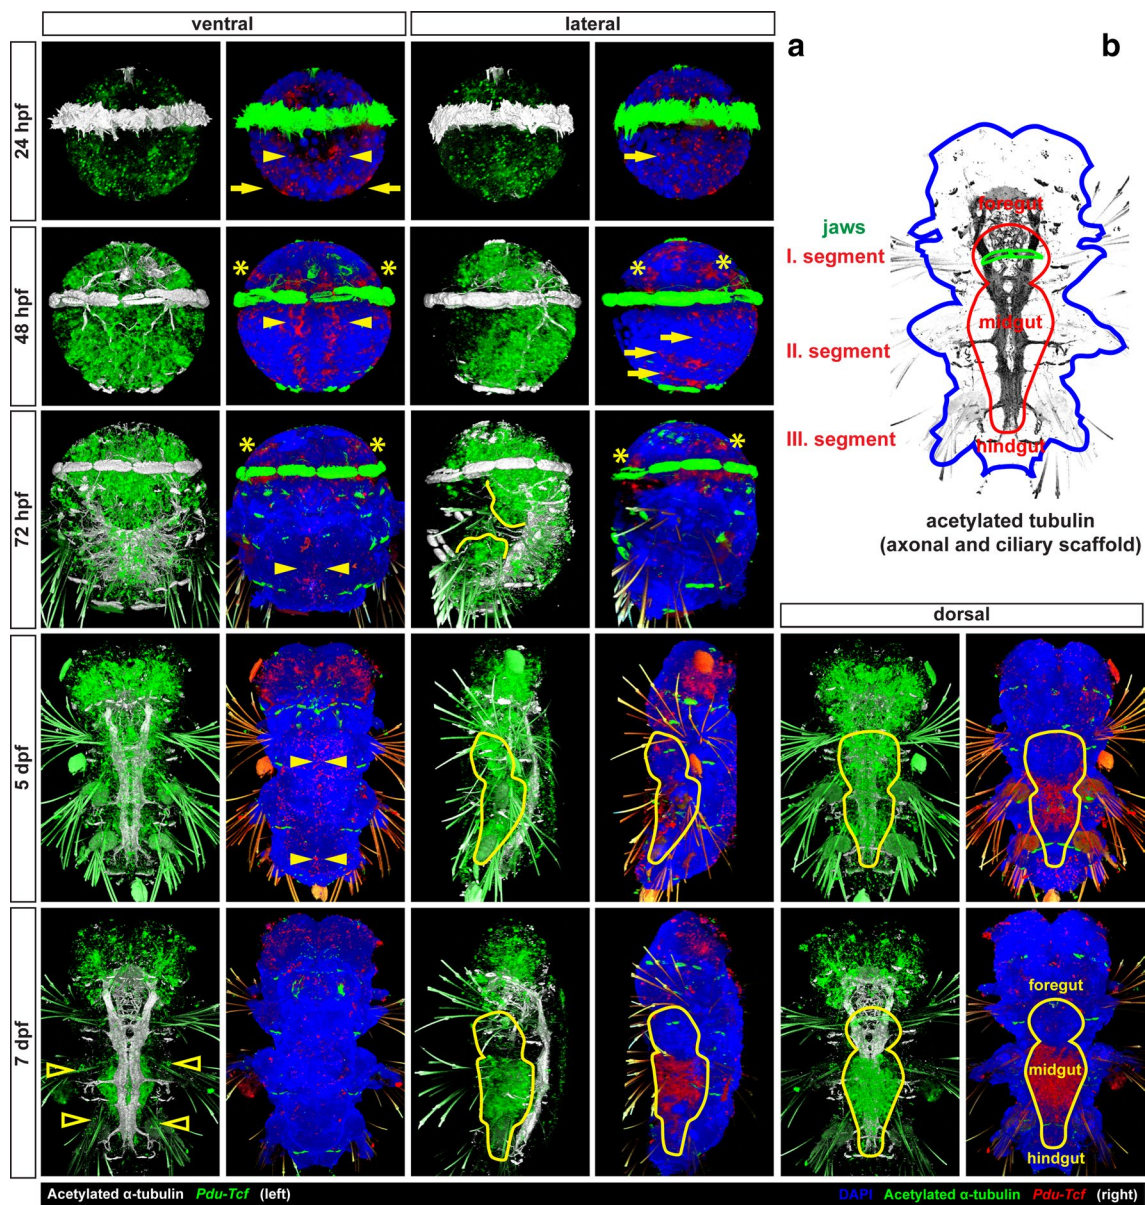 ventral
lateral
a
b
24 hpf
48 hpf
72 hpf
5 dpf
7 dpf
foregut
jaws
I. segment
midgut
II. segment
III. segment
hindgut
acetylated tubulin
(axonal and ciliary scaffold)
dorsal
foregut
midgut
hindgut
Acetylated α-tubulin Pdu-Tcf (left)
DAPI Acetylated α-tubulin Pdu-Tcf (right)